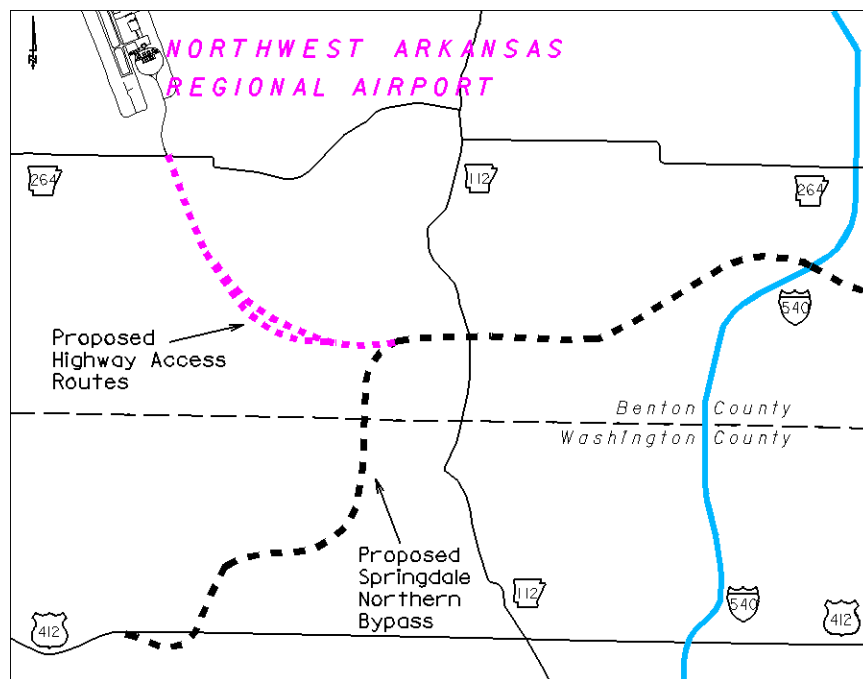 NORTHWEST ARKANSAS
REGIONAL AIRPORT
N
264
112
264
540
Proposed
Highway Access
Routes
Benton County
Washington County
Proposed
Springdale
Northern
Bypass
112
540
412
412